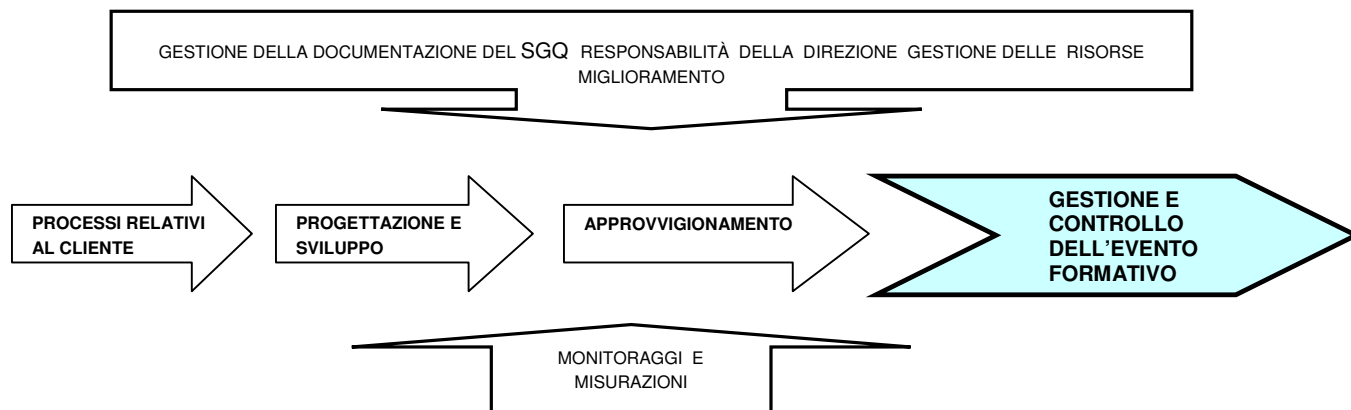 GESTIONE DELLA DOCUMENTAZIONE DEL SGQ RESPONSABILITÀ DELLA DIREZIONE GESTIONE DELLE RISORSE
MIGLIORAMENTO
PROCESSI RELATIVI
AL CLIENTE
PROGETTAZIONE E
SVILUPPO
APPROVVIGIONAMENTO
GESTIONE E
CONTROLLO
DELL’EVENTO
FORMATIVO
MONITORAGGI E
MISURAZIONI